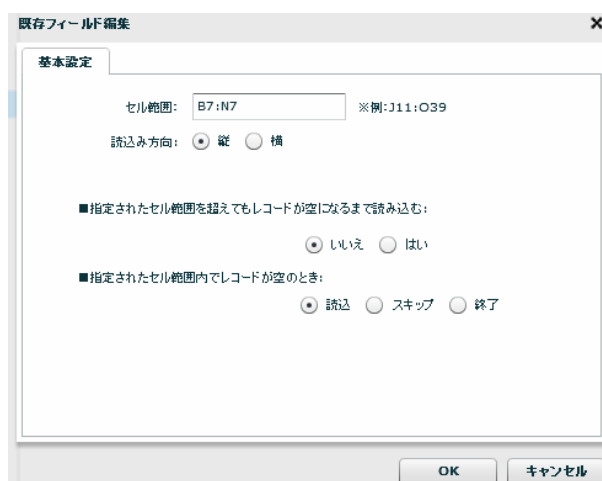 既存フィールド編集
基本設定
セル範囲: B7:N7 ※例:J11:O39
読込み方向: 縦 横
■指定されたセル範囲を超えてもレコードが空になるまで読み込む:
いいえ はい
■指定されたセル範囲内でレコードが空のとき:
読込 スキップ 終了
OK キャンセル